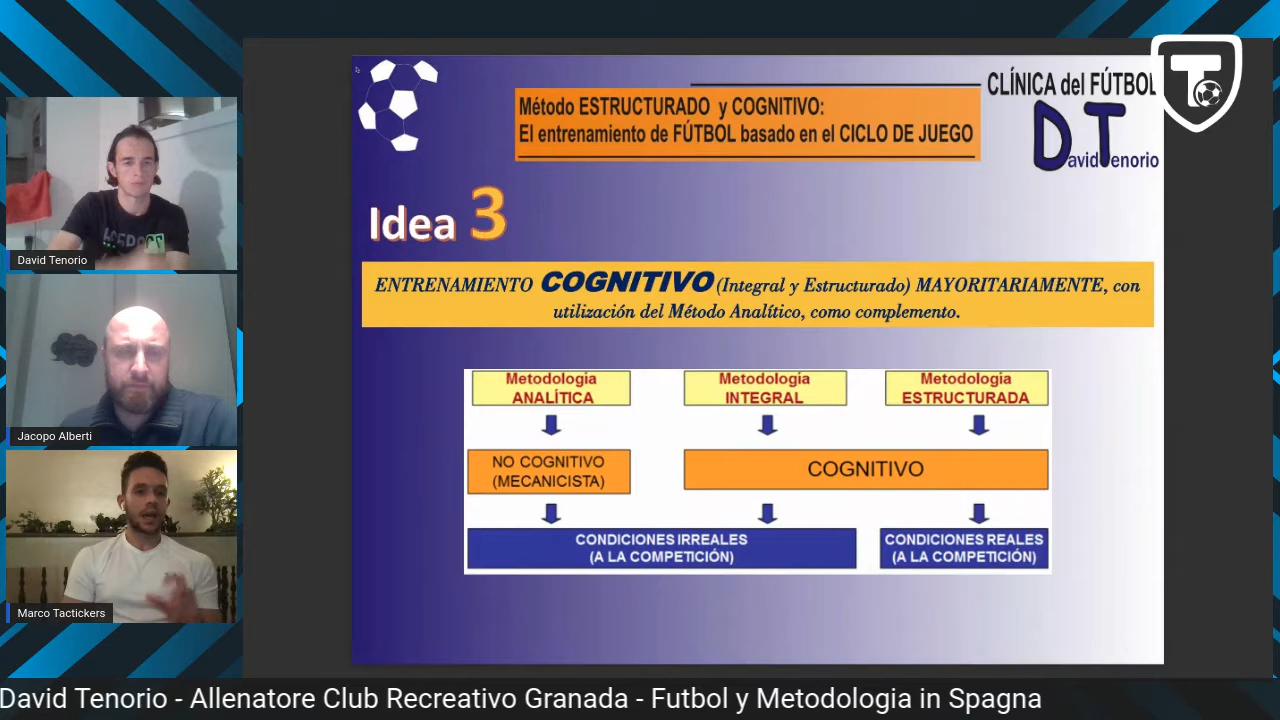 CLÍNICA del FÚTBOL
DT
David Tenorio
T
Método ESTRUCTURADO y COGNITIVO:
El entrenamiento de FÚTBOL basado en el CICLO DE JUEGO
Idea 3
ENTRENAMIENTO COGNITIVO (Integral y Estructurado) MAYORITARIAMENTE, con
utilización del Método Analítico, como complemento.
Metodologia Metodologia Metodologia
ANALÍTICA INTEGRAL ESTRUCTURADA
NO COGNITIVO
(MECANICISTA)
COGNITIVO
CONDICIONES IRREALES
(A LA COMPETICIÓN)
CONDICIONES REALES
(A LA COMPETICIÓN)
David Tenorio
Jacopo Alberti
Marco Tactickers
David Tenorio - Allenatore Club Recreativo Granada - Futbol y Metodologia in Spagna